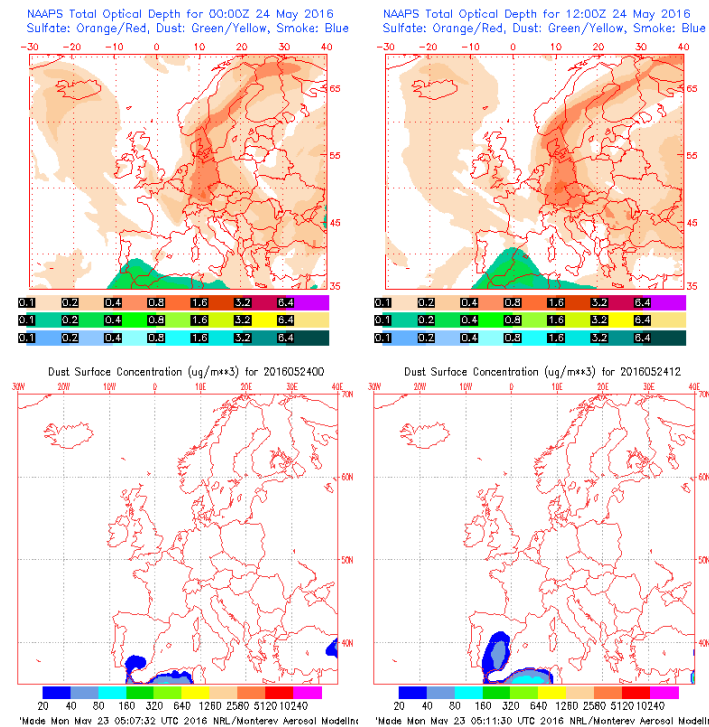 NAAPS Total Optical Depth for 00:00Z 24 May 2016
Sulfate: Orange/Red, Dust: Green/Yellow, Smoke: Blue
-30 -20 -10 0 10 20 30 40
65
55
45
35
0.1 0.2 0.4 0.8 1.6 3.2 6.4
0.1 0.2 0.4 0.8 1.6 3.2 6.4
0.1 0.2 0.4 0.8 1.6 3.2 6.4
NAAPS Total Optical Depth for 12:00Z 24 May 2016
Sulfate: Orange/Red, Dust: Green/Yellow, Smoke: Blue
-30 -20 -10 0 10 20 30 40
65
55
45
35
0.1 0.2 0.4 0.8 1.6 3.2 6.4
0.1 0.2 0.4 0.8 1.6 3.2 6.4
0.1 0.2 0.4 0.8 1.6 3.2 6.4
Dust Surface Concentration (ug/m**3) for 2016052400
30W 20W 10W 0 10E 20E 30E 40E
70N
60N
50N
40N
20 40 80 160 320 640 1280 2580 5120 10240
'Made Mon May 23 05:07:32 UTC 2016 NRL/Monterey Aerosol Modelin
Dust Surface Concentration (ug/m**3) for 2016052412
30W 20W 10W 0 10E 20E 30E 40E
70N
60N
50N
40N
20 40 80 160 320 640 1280 2580 5120 10240
'Made Mon May 23 05:11:30 UTC 2016 NRL/Monterey Aerosol Modelin